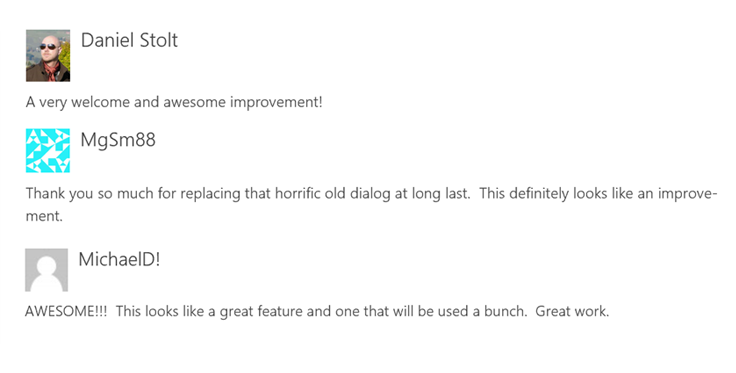 Daniel Stolt
A very welcome and awesome improvement!
MgSm88
Thank you so much for replacing that horrific old dialog at long last.  This definitely looks like an improve-
ment.
MichaelD!
AWESOME!!!  This looks like a great feature and one that will be used a bunch.  Great work.